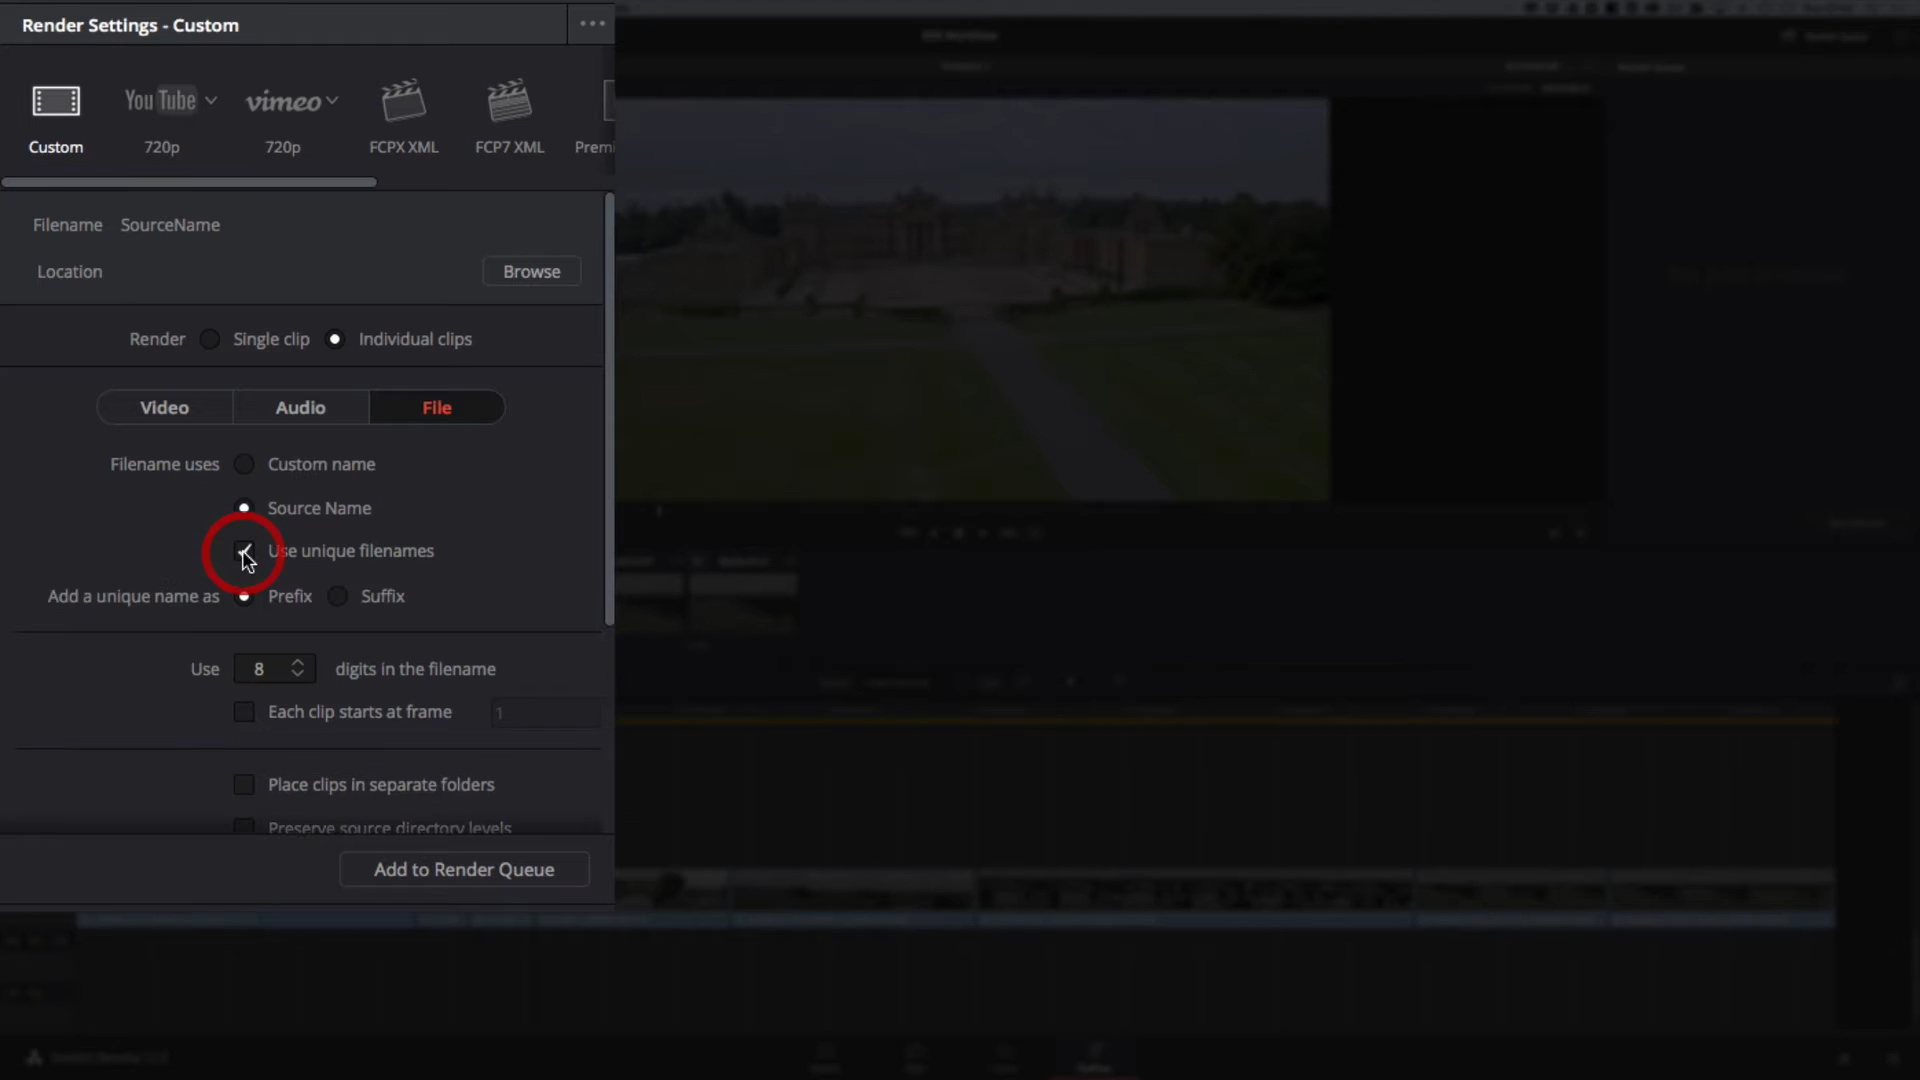 Render Settings - Custom
YouTube
vimeo
Custom
720p
720p
FCPX XML
FCP7 XML
Premi
Filename SourceName
Location
Browse
Render Single clip Individual clips
Video Audio File
Filename uses Custom name
Source Name
Use unique filenames
Add a unique name as Prefix Suffix
Use 8 digits in the filename
Each clip starts at frame 1
Place clips in separate folders
Preserve source directory levels
Add to Render Queue